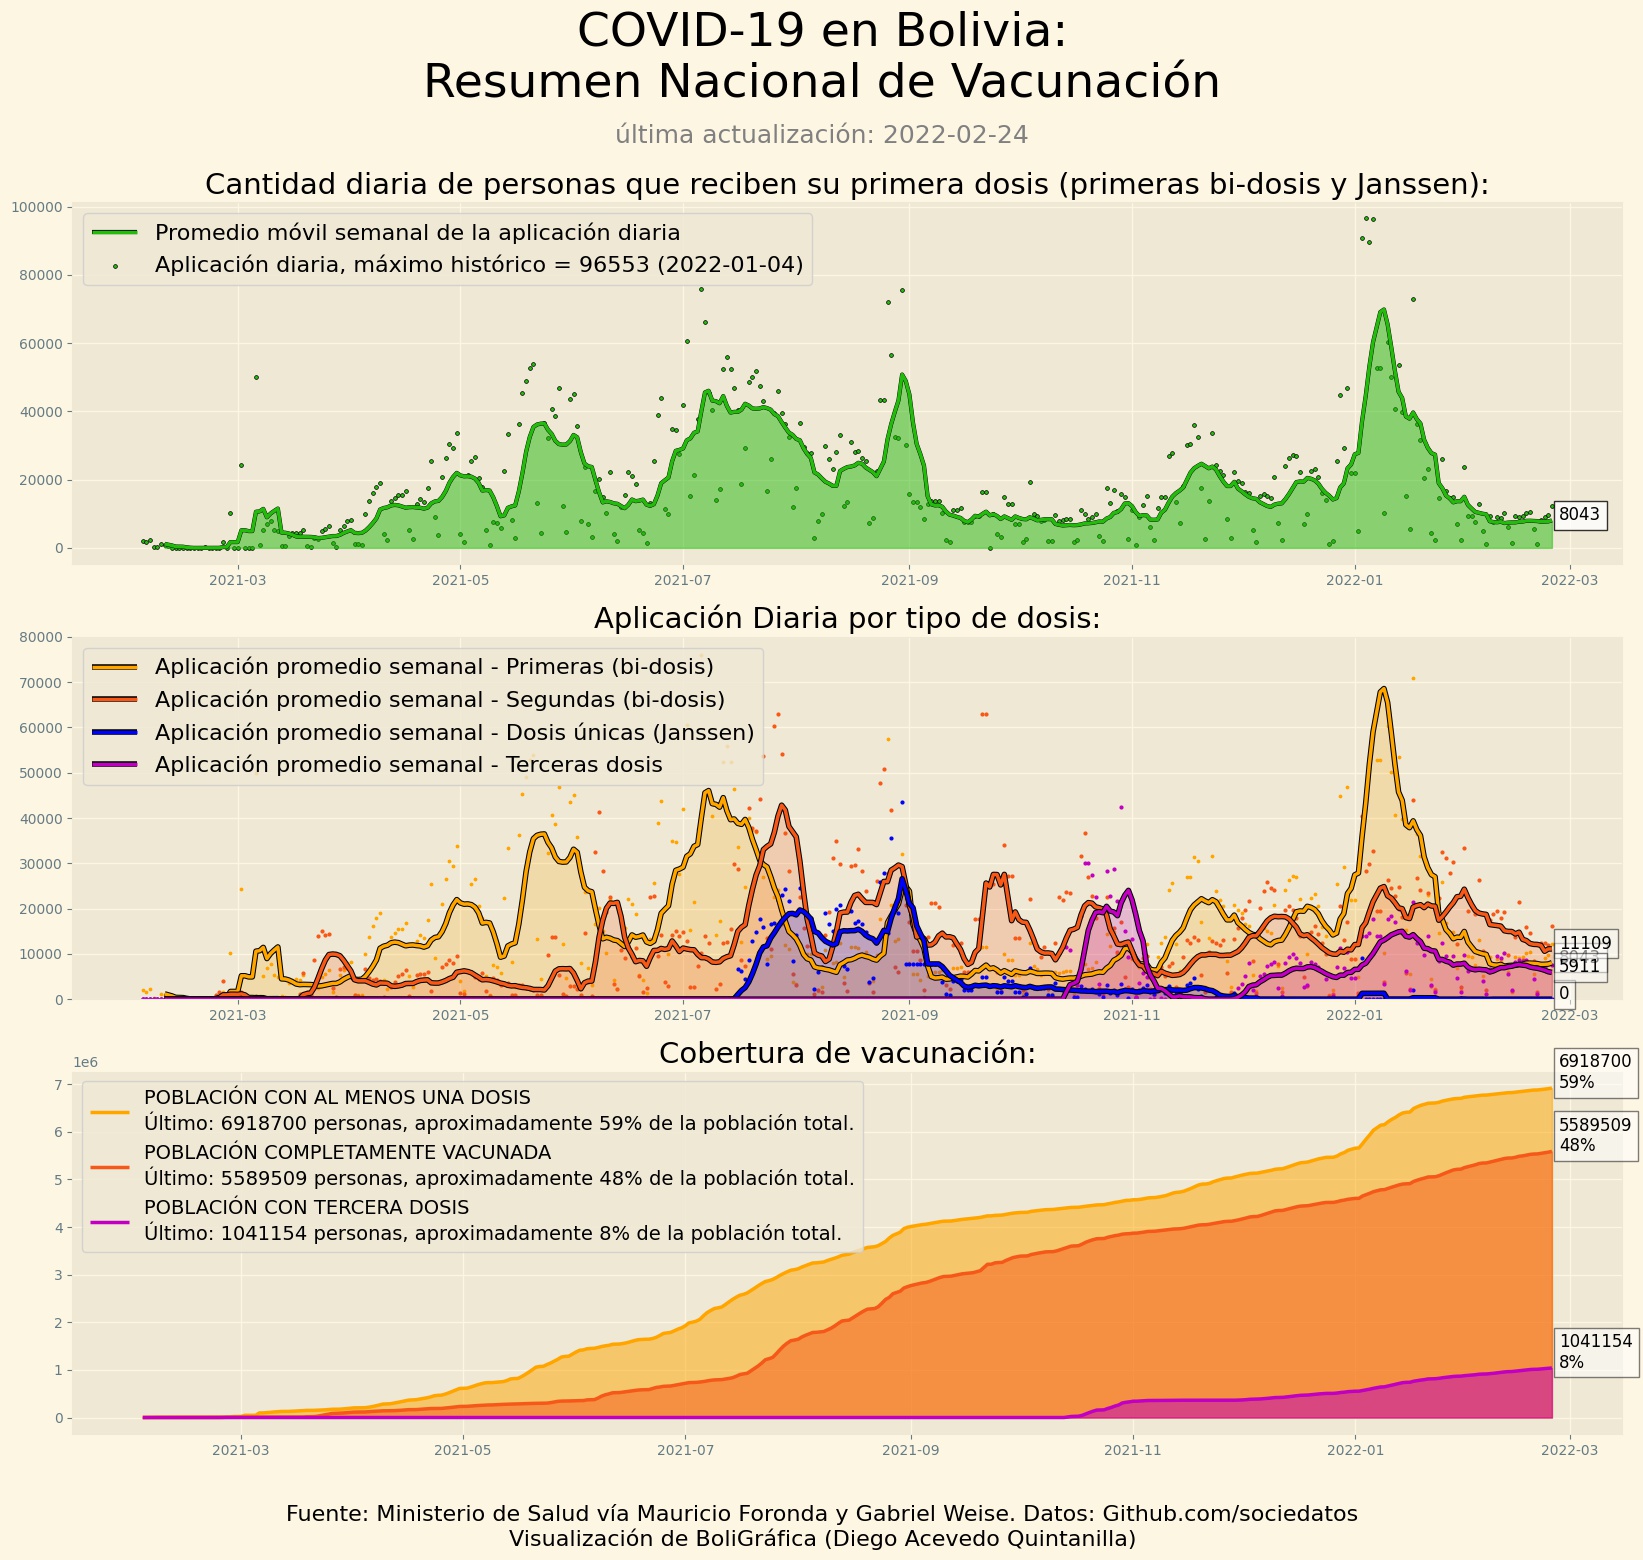 COVID-19 en Bolivia:
Resumen Nacional de Vacunación
última actualización: 2022-02-24
Cantidad diaria de personas que reciben su primera dosis (primeras bi-dosis y Janssen):
100000
80000
60000
40000
20000
0
Promedio móvil semanal de la aplicación diaria
Aplicación diaria, máximo histórico = 96553 (2022-01-04)
8043
2021-03 2021-05 2021-07 2021-09 2021-11 2022-01 2022-03
Aplicación Diaria por tipo de dosis:
80000
70000
60000
50000
40000
30000
20000
10000
0
Aplicación promedio semanal - Primeras (bi-dosis)
Aplicación promedio semanal - Segundas (bi-dosis)
Aplicación promedio semanal - Dosis únicas (Janssen)
Aplicación promedio semanal - Terceras dosis
11109
8043
5911
0
2021-03 2021-05 2021-07 2021-09 2021-11 2022-01 2022-03
Cobertura de vacunación:
1e6
7
6
5
4
3
2
1
0
POBLACIÓN CON AL MENOS UNA DOSIS
Último: 6918700 personas, aproximadamente 59% de la población total.
POBLACIÓN COMPLETAMENTE VACUNADA
Último: 5589509 personas, aproximadamente 48% de la población total.
POBLACIÓN CON TERCERA DOSIS
Último: 1041154 personas, aproximadamente 8% de la población total.
6918700
59%
5589509
48%
1041154
8%
2021-03 2021-05 2021-07 2021-09 2021-11 2022-01 2022-03
Fuente: Ministerio de Salud vía Mauricio Foronda y Gabriel Weise. Datos: Github.com/sociedatos
Visualización de BoliGráfica (Diego Acevedo Quintanilla)